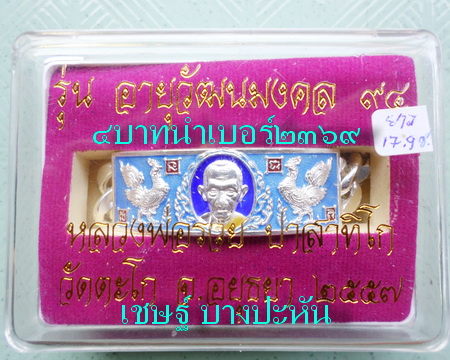 รุ่น อายุวัฒนมงคล ๙๔
๔บาทนำเบอร์๒๓๖๙
17.9
หลวงพ่อรวย ปาสาทิโก
วัดตะโก จ.อยุธยา ๒๕๕๗
เชษฐ์ บางปะหัน